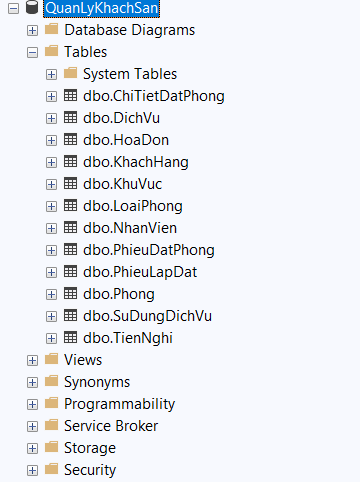 QuanLyKhachSan
Database Diagrams
Tables
System Tables
dbo.ChiTietDatPhong
dbo.DichVu
dbo.HoaDon
dbo.KhachHang
dbo.KhuVuc
dbo.LoaiPhong
dbo.NhanVien
dbo.PhieuDatPhong
dbo.PhieuLapDat
dbo.Phong
dbo.SuDungDichVu
dbo.TienNghi
Views
Synonyms
Programmability
Service Broker
Storage
Security